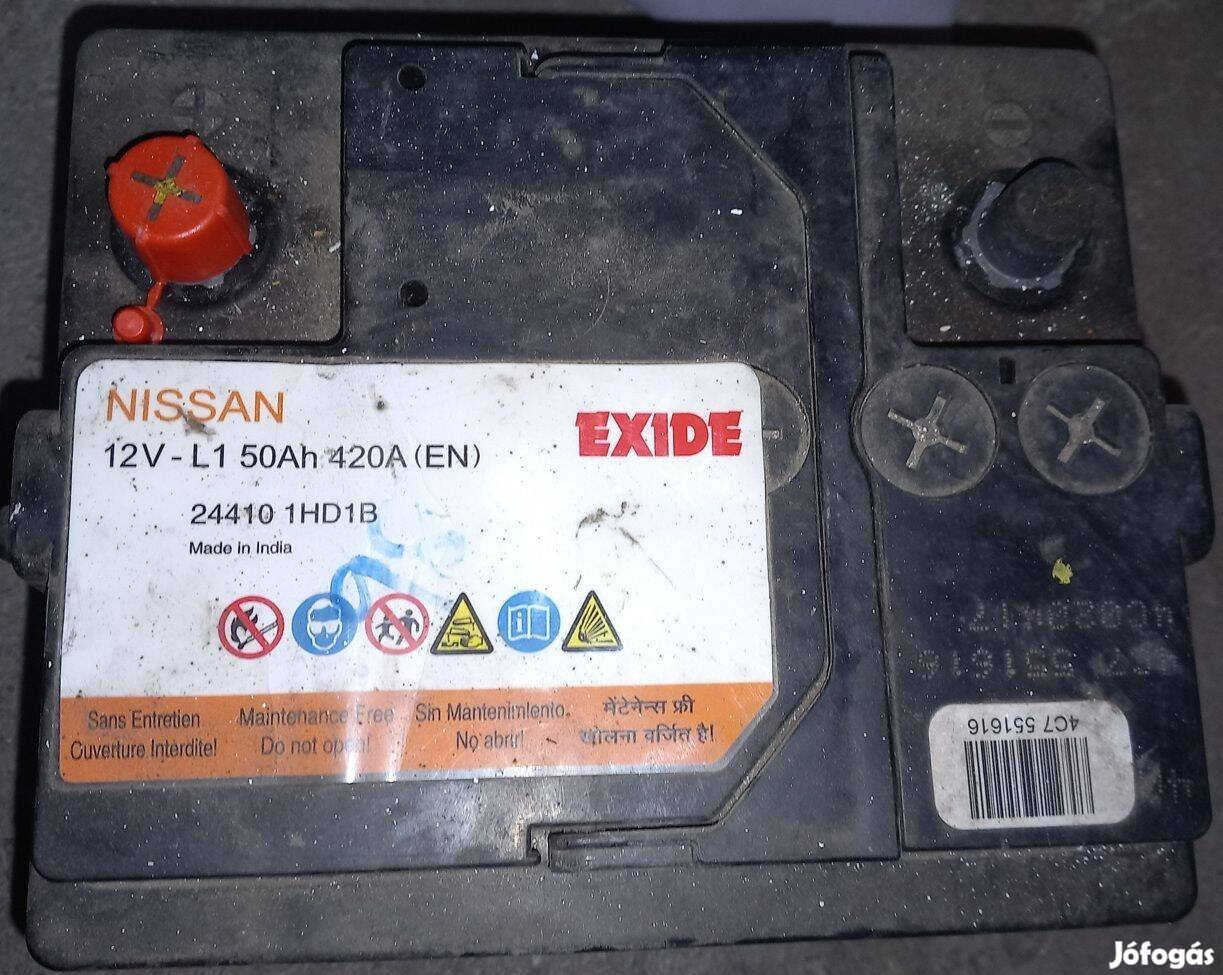 NISSAN
EXIDE
12V - L1 50Ah 420A (EN)
24410 1HD1B
Made in India
Sans Entretien
Ouverture Interdite!
Maintenance Free
Do not open!
Sin Mantenimiento.
No abrir!
मेंटेनेन्स फ्री
खोलना वर्जित है!
4C7 551616
Jófogás